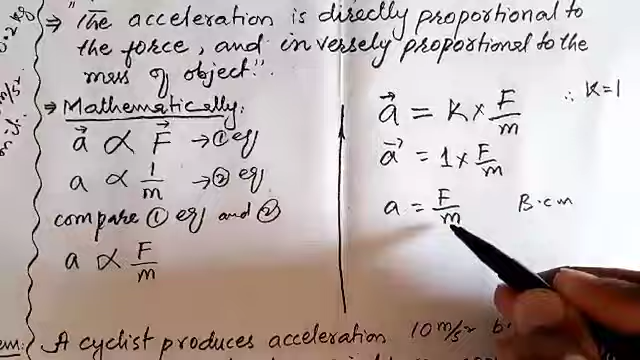 "The acceleration is directly proportional to
the force, and inversely proportional to the
mass of object".
Mathematically:
a⃗ ∝ F⃗ → ① eq
a ∝ 1/m → ② eq
compare ① eq and ②
a ∝ F/m
a⃗ = K × F/m ∴ K=1
a⃗ = 1 × F/m
a = F/m B.cm
A cyclist produces acceleration 10 m/s²